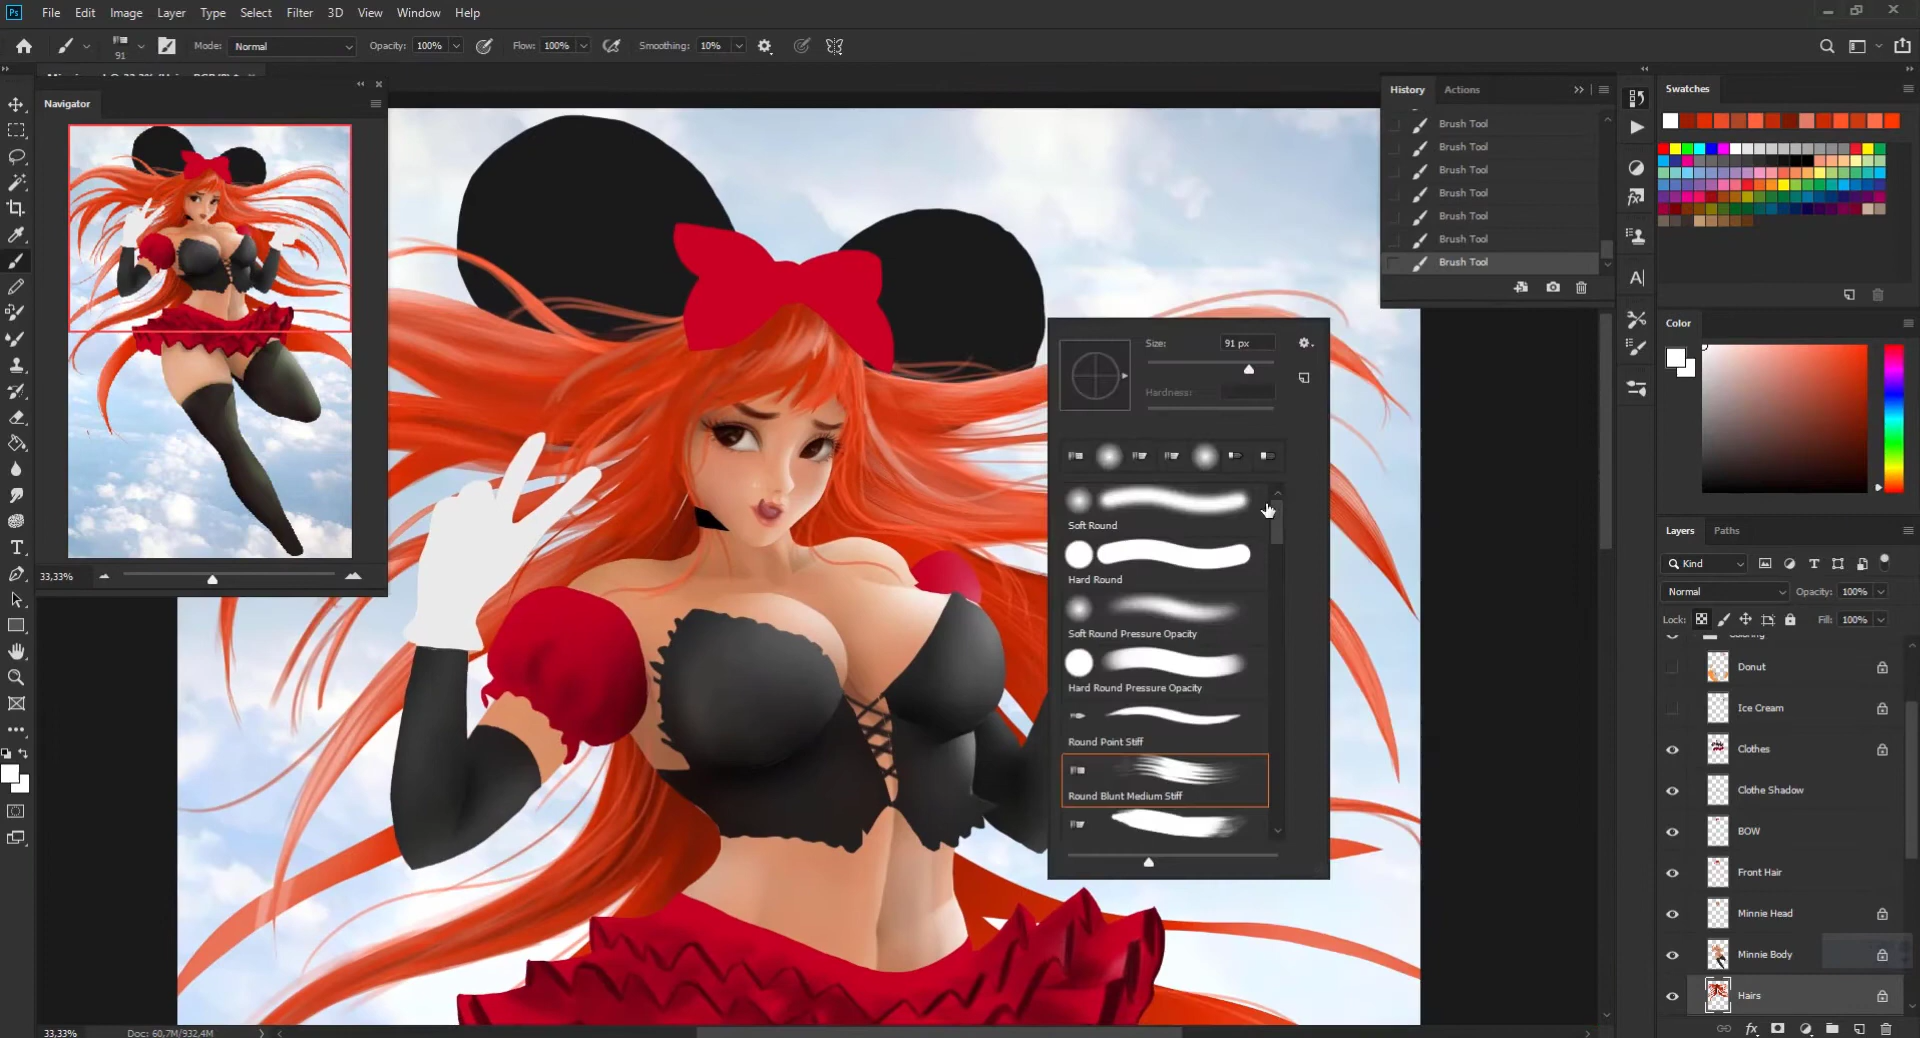 Ps File Edit Image Layer Type Select Filter 3D View Window Help
91 Mode: Normal Opacity: 100% Flow: 100% Smoothing: 10%
Navigator
33,33%
History Actions
Brush Tool
Brush Tool
Brush Tool
Brush Tool
Brush Tool
Brush Tool
Brush Tool
Size: 91 px
Hardness:
Soft Round
Hard Round
Soft Round Pressure Opacity
Hard Round Pressure Opacity
Round Point Stiff
Round Blunt Medium Stiff
Swatches
Color
Layers Paths
Kind
Normal Opacity: 100%
Lock: Fill: 100%
Coloring
Donut
Ice Cream
Clothes
Clothe Shadow
BOW
Front Hair
Minnie Head
Minnie Body
Hairs
33,33% Doc: 60,7M/932,4M